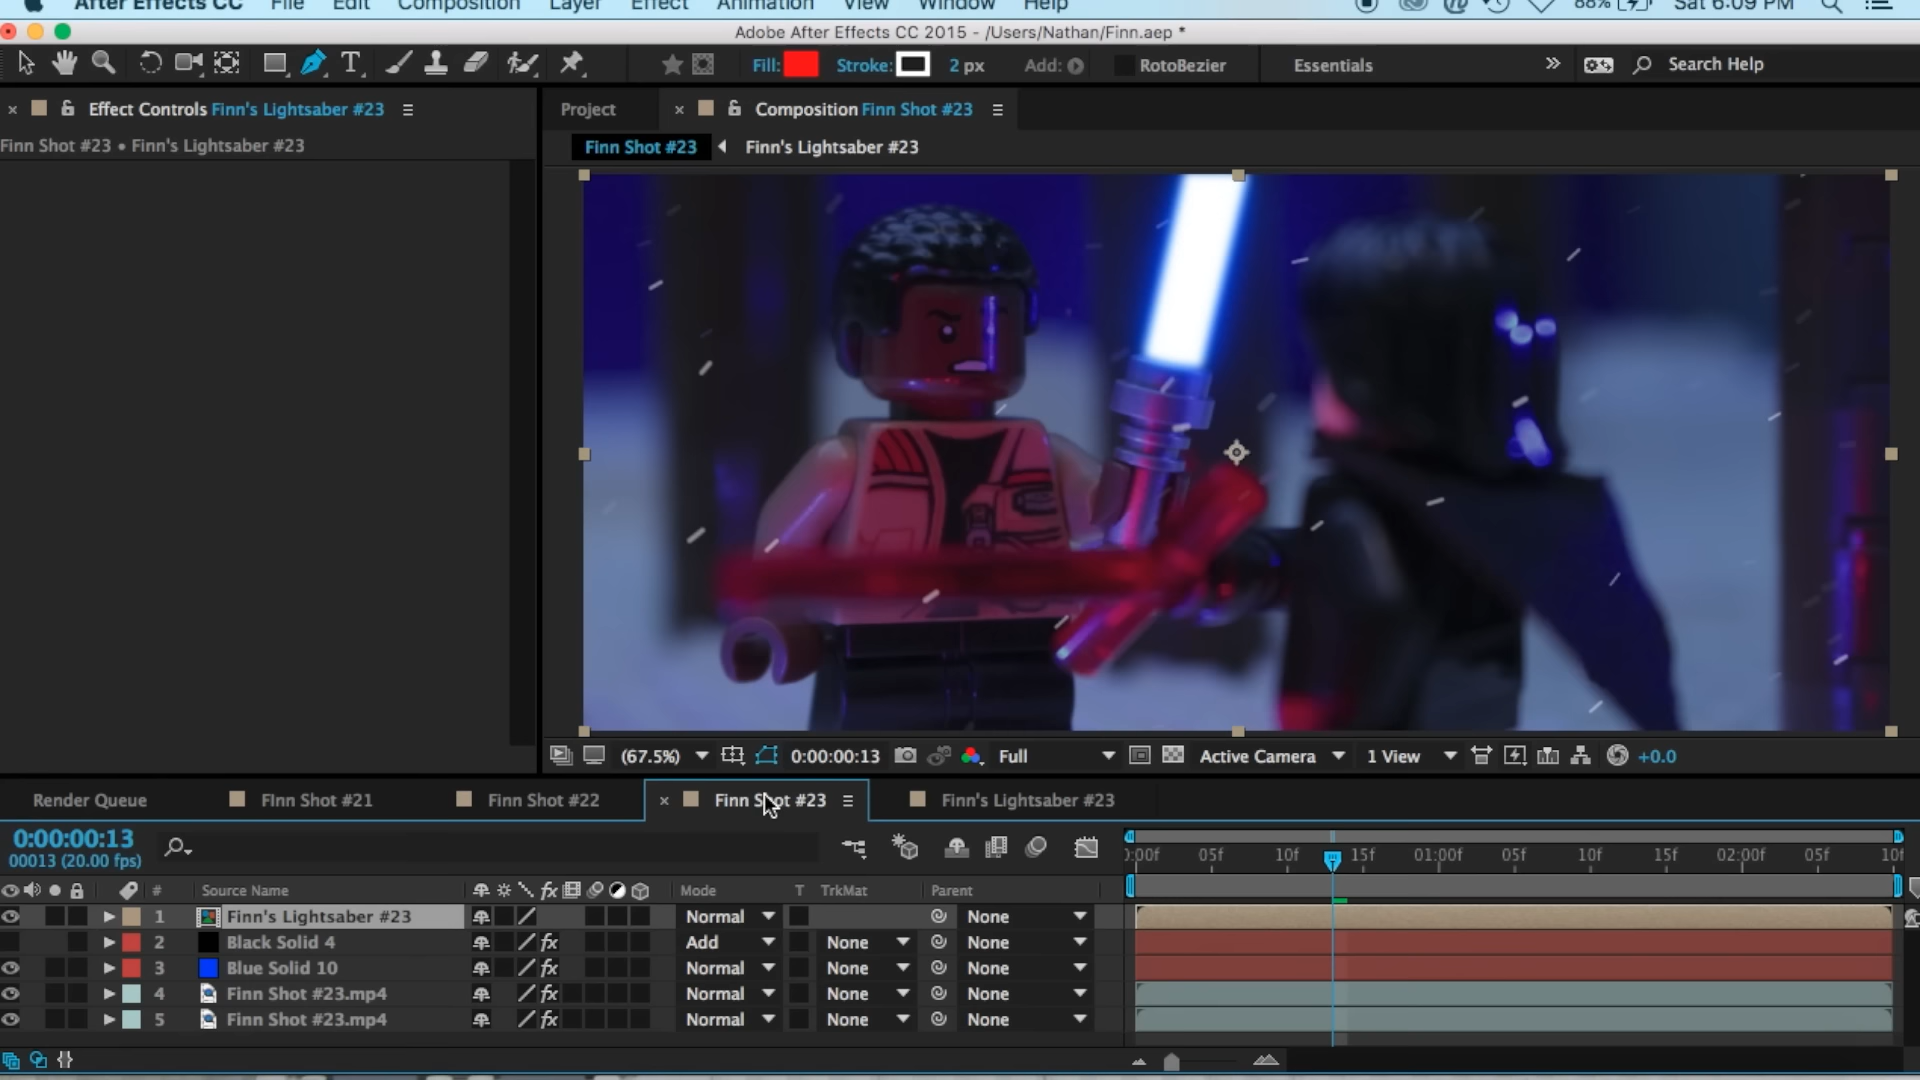 After Effects CC File Edit Composition Layer Effect Animation View Window Help 88% Sat 6:09 PM
Adobe After Effects CC 2015 - /Users/Nathan/Finn.aep *
T Fill: Stroke: 2 px Add: RotoBezier Essentials Search Help
Effect Controls Finn's Lightsaber #23
Project
Composition Finn Shot #23
Finn Shot #23 • Finn's Lightsaber #23
Finn Shot #23 Finn's Lightsaber #23
(67.5%) 0:00:00:13 Full Active Camera 1 View +0.0
Render Queue Finn Shot #21 Finn Shot #22 Finn Shot #23 Finn's Lightsaber #23
0:00:00:13
00013 (20.00 fps)
):00f 05f 10f 15f 01:00f 05f 10f 15f 02:00f 05f 10f
# Source Name fx Mode T TrkMat Parent
1 Finn's Lightsaber #23 Normal None
2 Black Solid 4 fx Add None None
3 Blue Solid 10 fx Normal None None
4 Finn Shot #23.mp4 fx Normal None None
5 Finn Shot #23.mp4 fx Normal None None